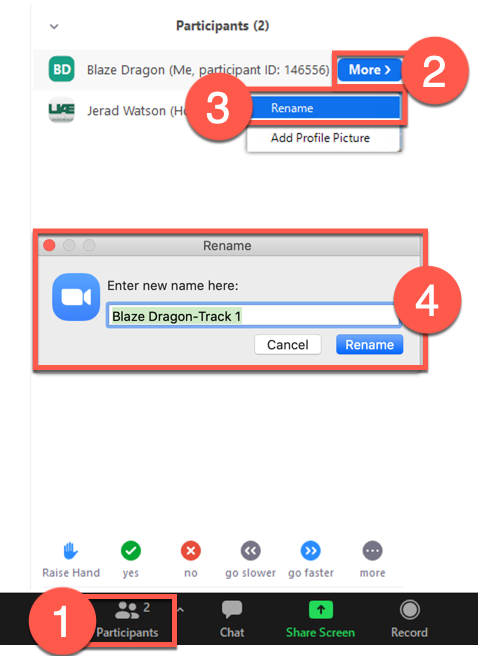 Participants (2)
BD Blaze Dragon (Me, participant ID: 146556) More >
2
Jerad Watson
3
Rename
Add Profile Picture
Rename
Enter new name here:
4
Blaze Dragon-Track 1
Cancel Rename
Raise Hand yes no go slower go faster more
1
2
Participants Chat Share Screen Record